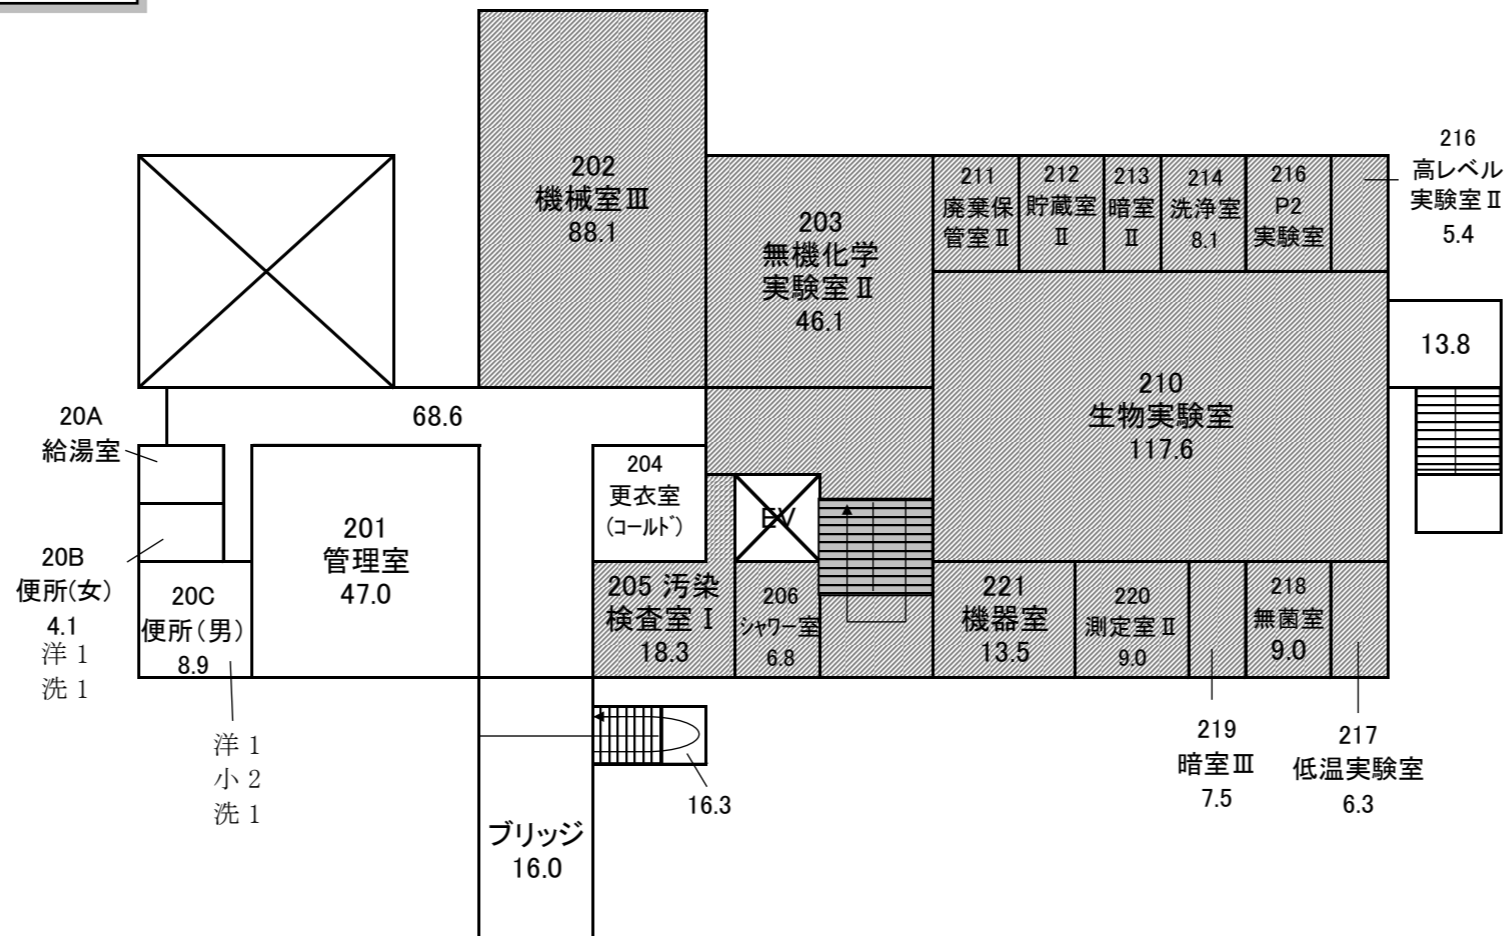 202
機械室Ⅲ
88.1
203
無機化学
実験室Ⅱ
46.1
211
廃棄保
管室Ⅱ
212
貯蔵室
Ⅱ
213
暗室
Ⅱ
214
洗浄室
8.1
216
P2
実験室
216
高レベル
実験室Ⅱ
5.4
13.8
210
生物実験室
117.6
68.6
20A
給湯室
20B
便所(女)
4.1
洋 1
洗 1
20C
便所(男)
8.9
洋 1
小 2
洗 1
201
管理室
47.0
204
更衣室
(コールド)
EV
205 汚染
検査室Ⅰ
18.3
206
シャワー室
6.8
221
機器室
13.5
220
測定室Ⅱ
9.0
218
無菌室
9.0
219
暗室Ⅲ
7.5
217
低温実験室
6.3
16.3
ブリッジ
16.0